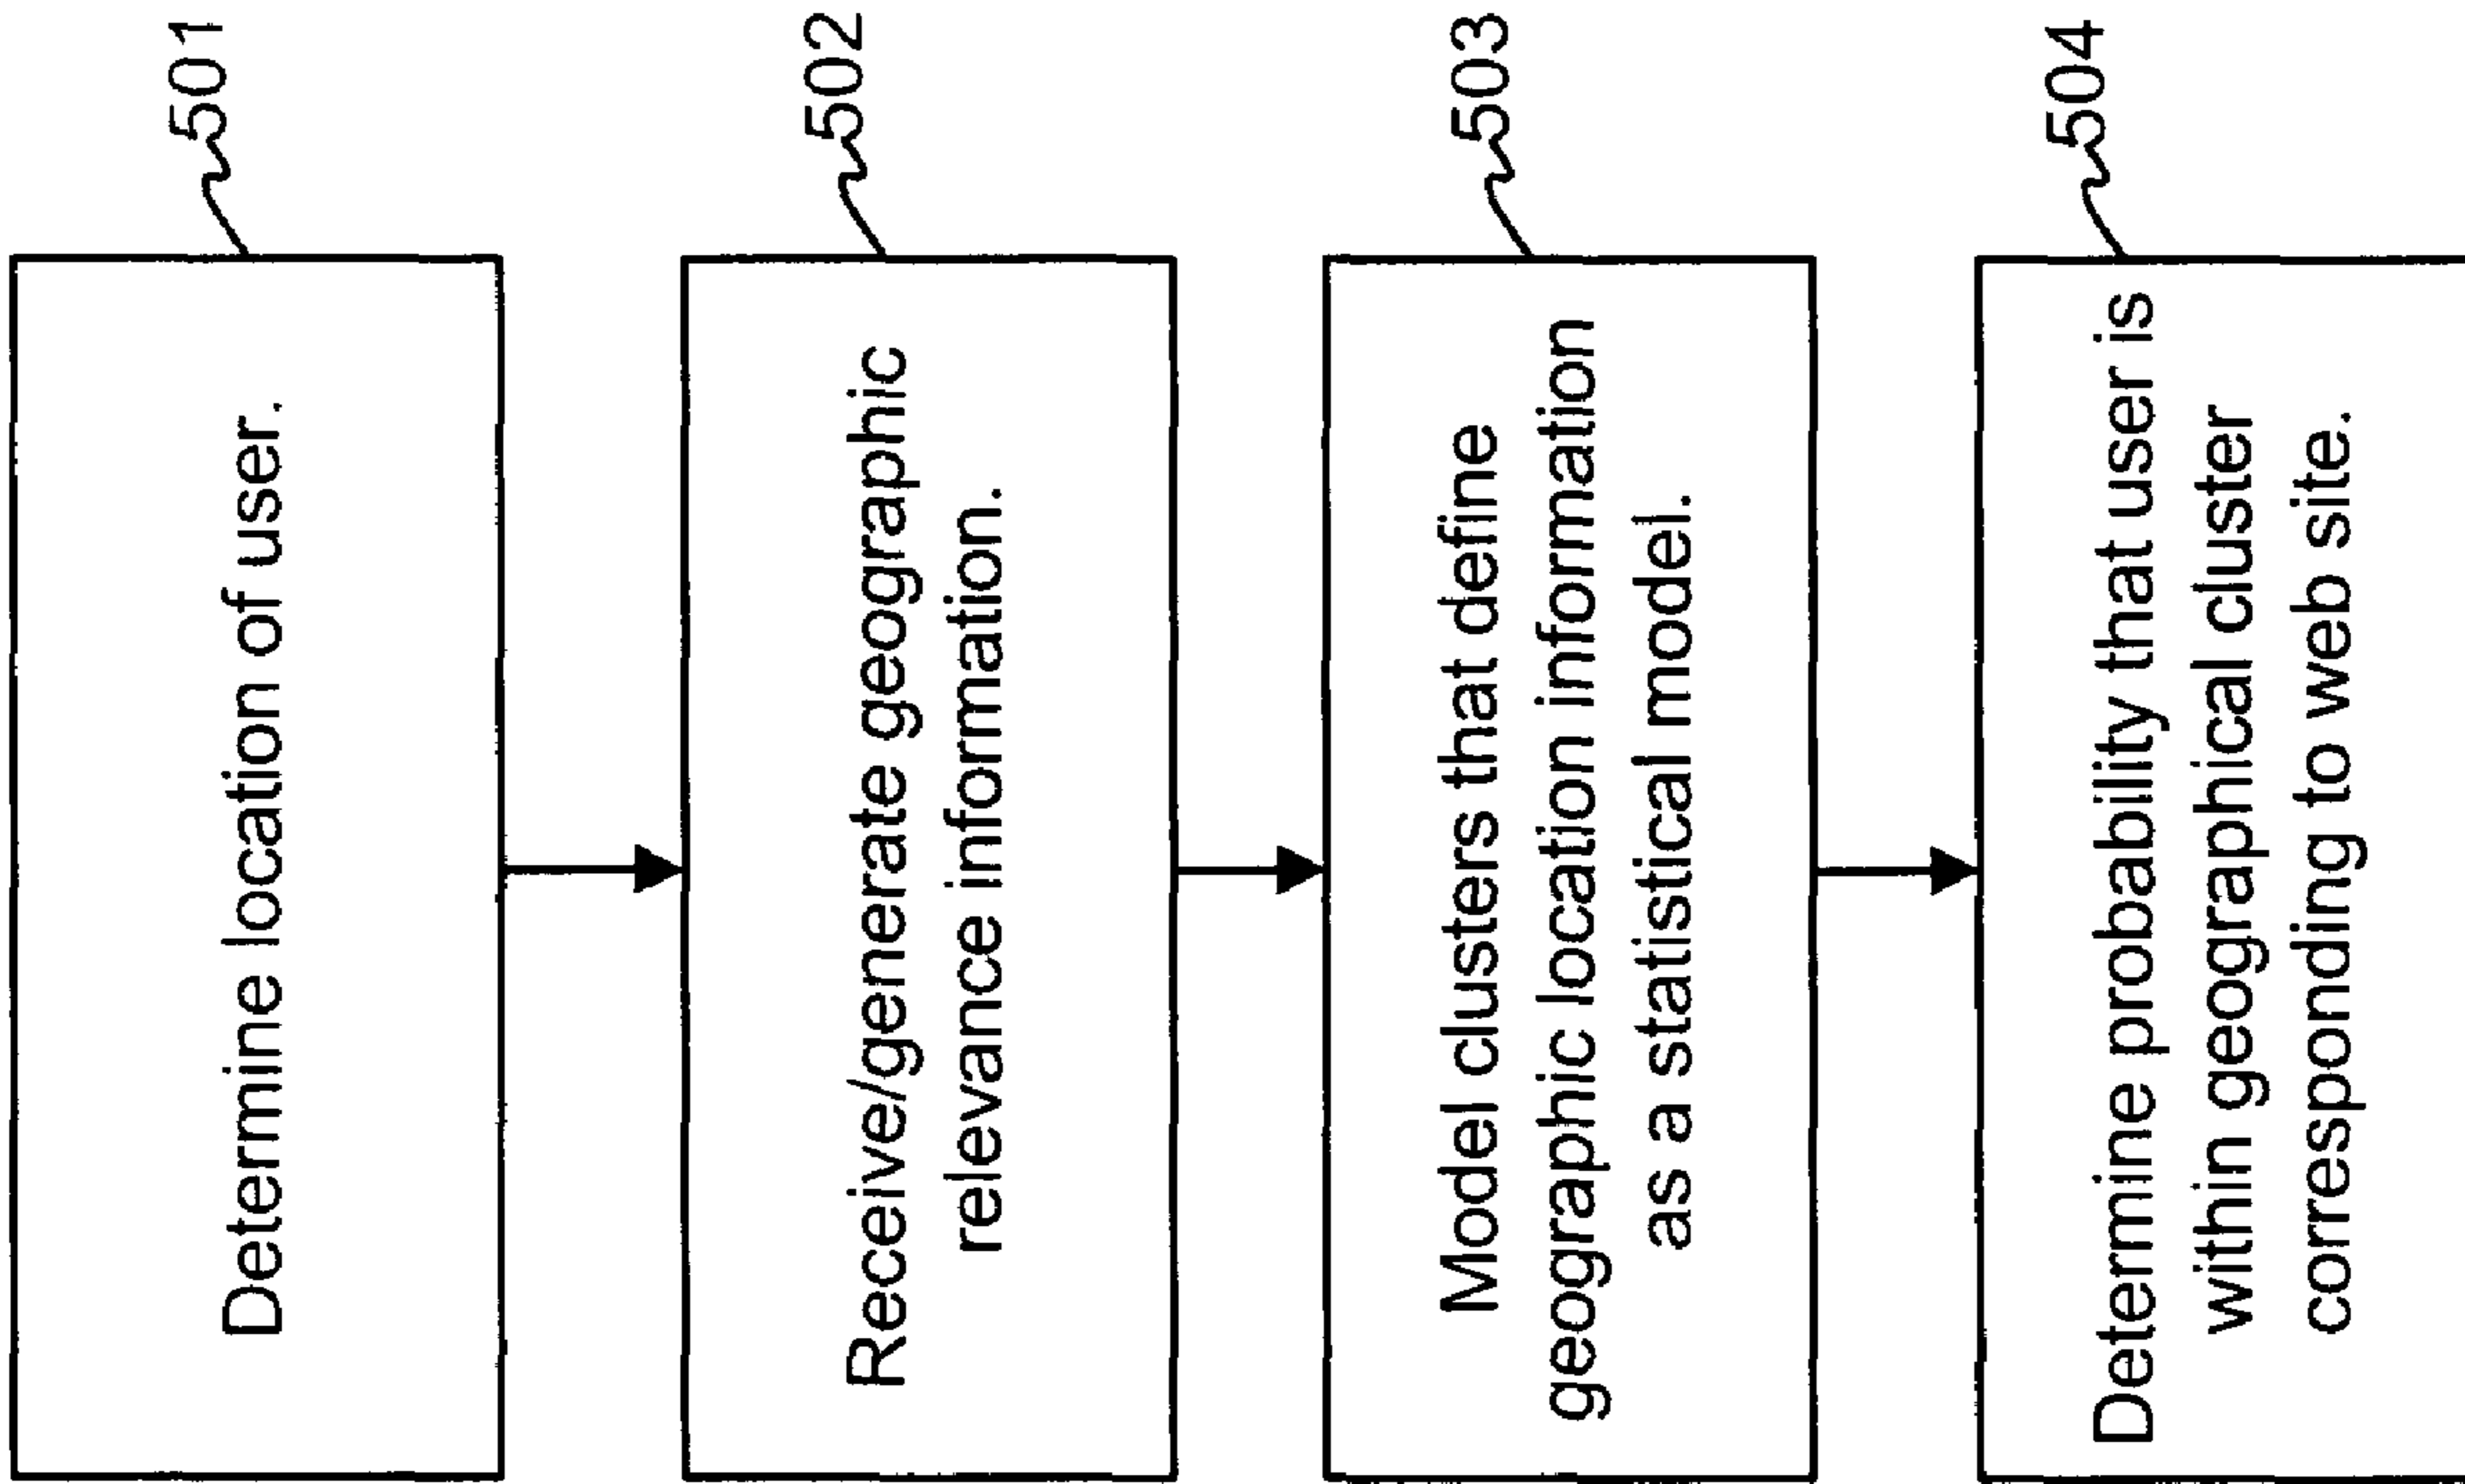 501
Determine location of user.
502
Receive/generate geographic
relevance information.
503
Model clusters that define
geographic location information
as a statistical model.
504
Determine probability that user is
within geographical cluster
corresponding to web site.